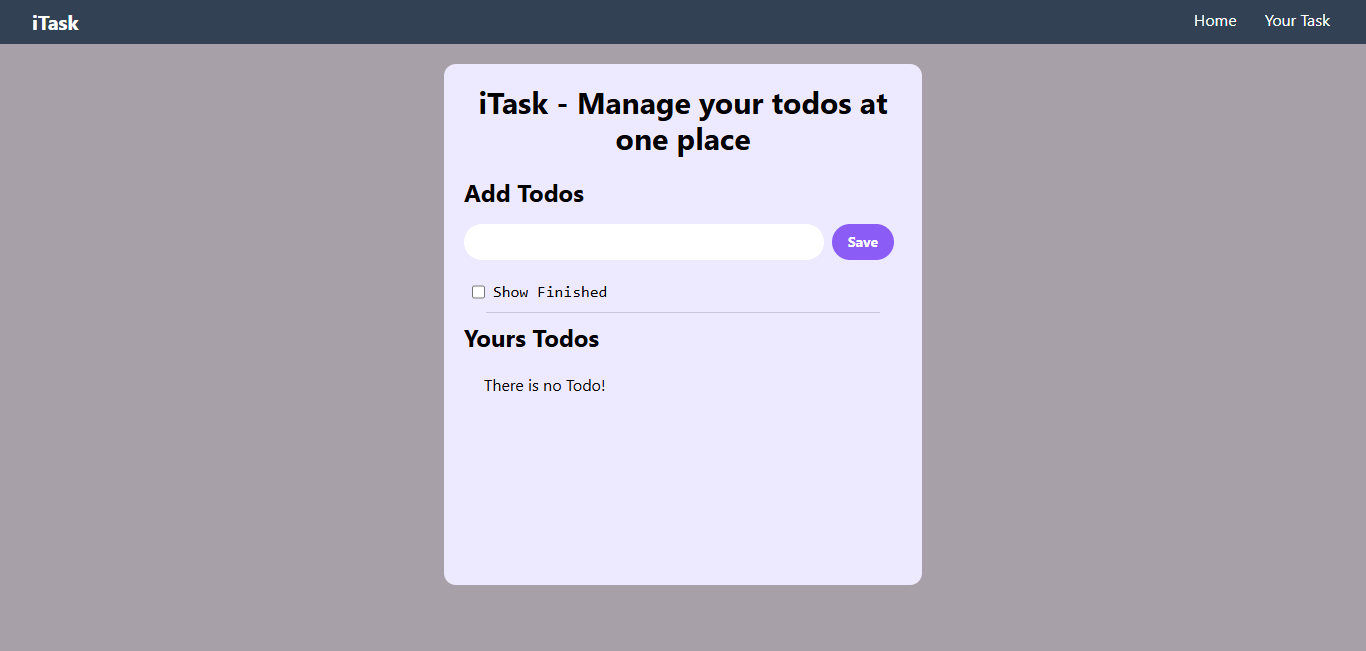 iTask
Home
Your Task
iTask - Manage your todos at
one place
Add Todos
Save
Show Finished
Yours Todos
There is no Todo!